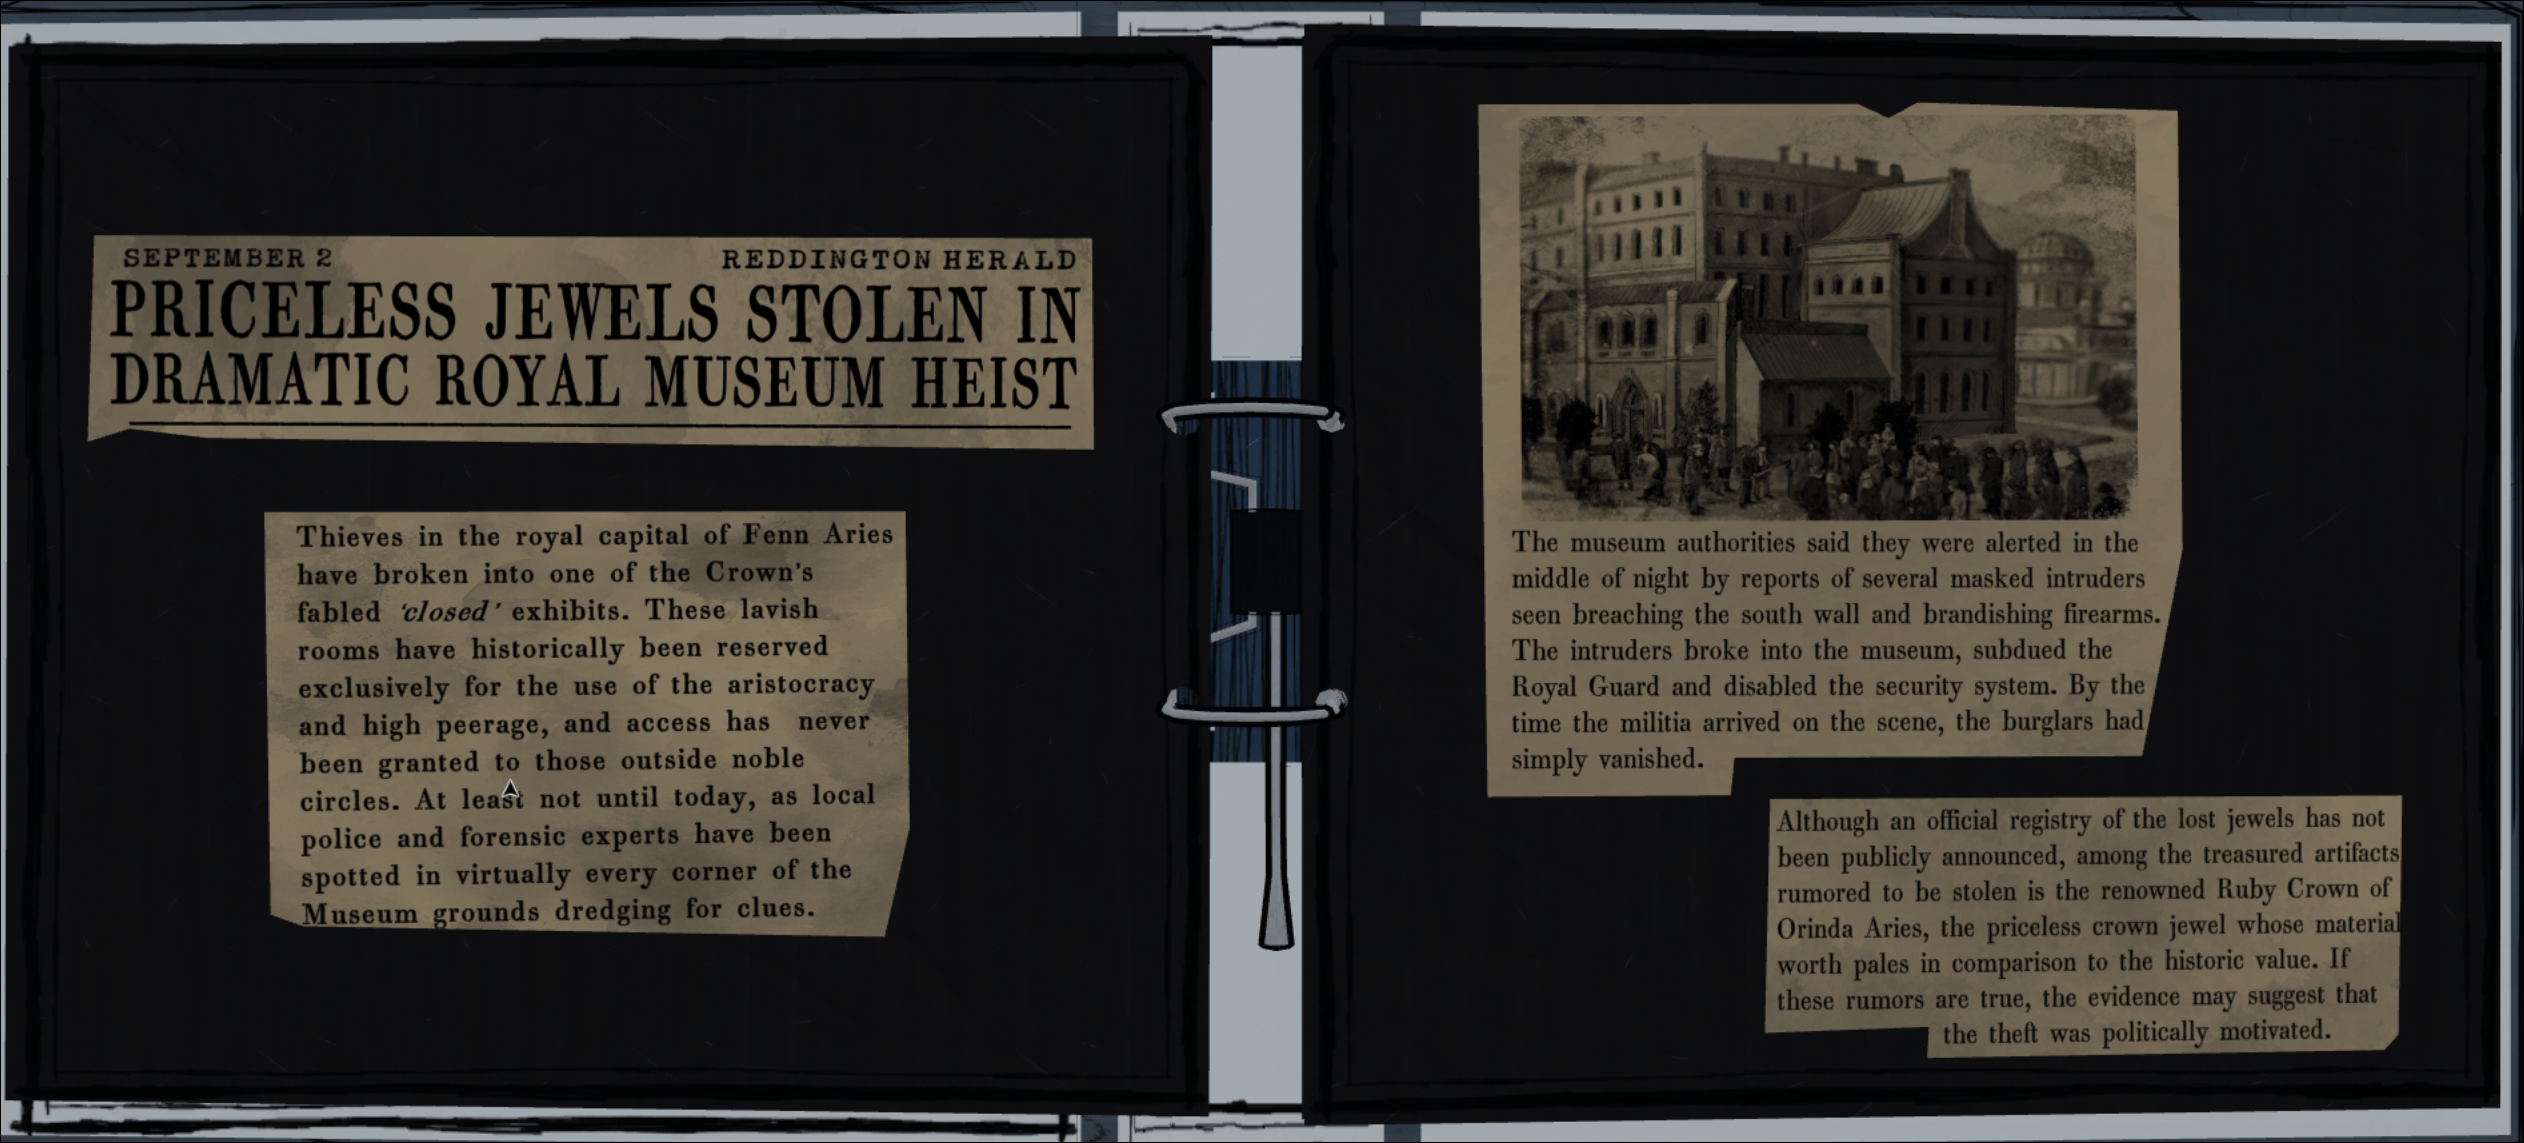 SEPTEMBER 2
REDDINGTON HERALD
PRICELESS JEWELS STOLEN IN
DRAMATIC ROYAL MUSEUM HEIST
Thieves in the royal capital of Fenn Aries
have broken into one of the Crown's
fabled 'closed' exhibits. These lavish
rooms have historically been reserved
exclusively for the use of the aristocracy
and high peerage, and access has never
been granted to those outside noble
circles. At least not until today, as local
police and forensic experts have been
spotted in virtually every corner of the
Museum grounds dredging for clues.
The museum authorities said they were alerted in the
middle of night by reports of several masked intruders
seen breaching the south wall and brandishing firearms.
The intruders broke into the museum, subdued the
Royal Guard and disabled the security system. By the
time the militia arrived on the scene, the burglars had
simply vanished.
Although an official registry of the lost jewels has not
been publicly announced, among the treasured artifacts
rumored to be stolen is the renowned Ruby Crown of
Orinda Aries, the priceless crown jewel whose material
worth pales in comparison to the historic value. If
these rumors are true, the evidence may suggest that
the theft was politically motivated.